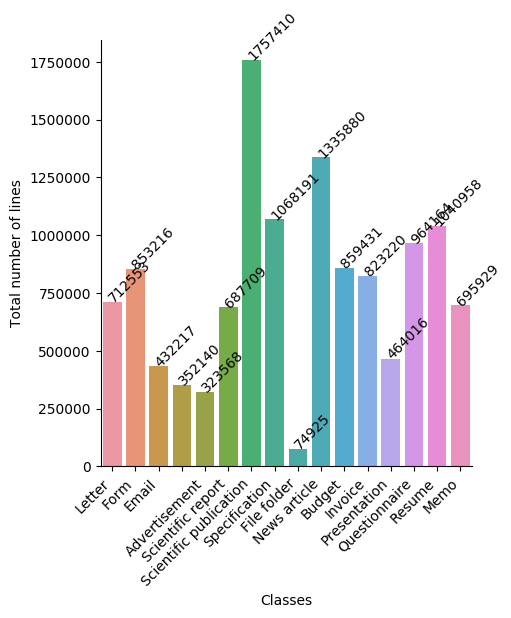 1750000
1500000
1250000
1000000
750000
500000
250000
0
Total number of lines
712553
853216
432217
352140
323568
687709
1757410
1068191
74925
1335880
859431
823220
464016
964164
1040958
695929
Letter
Form
Email
Advertisement
Scientific report
Scientific publication
Specification
File folder
News article
Budget
Invoice
Presentation
Questionnaire
Resume
Memo
Classes